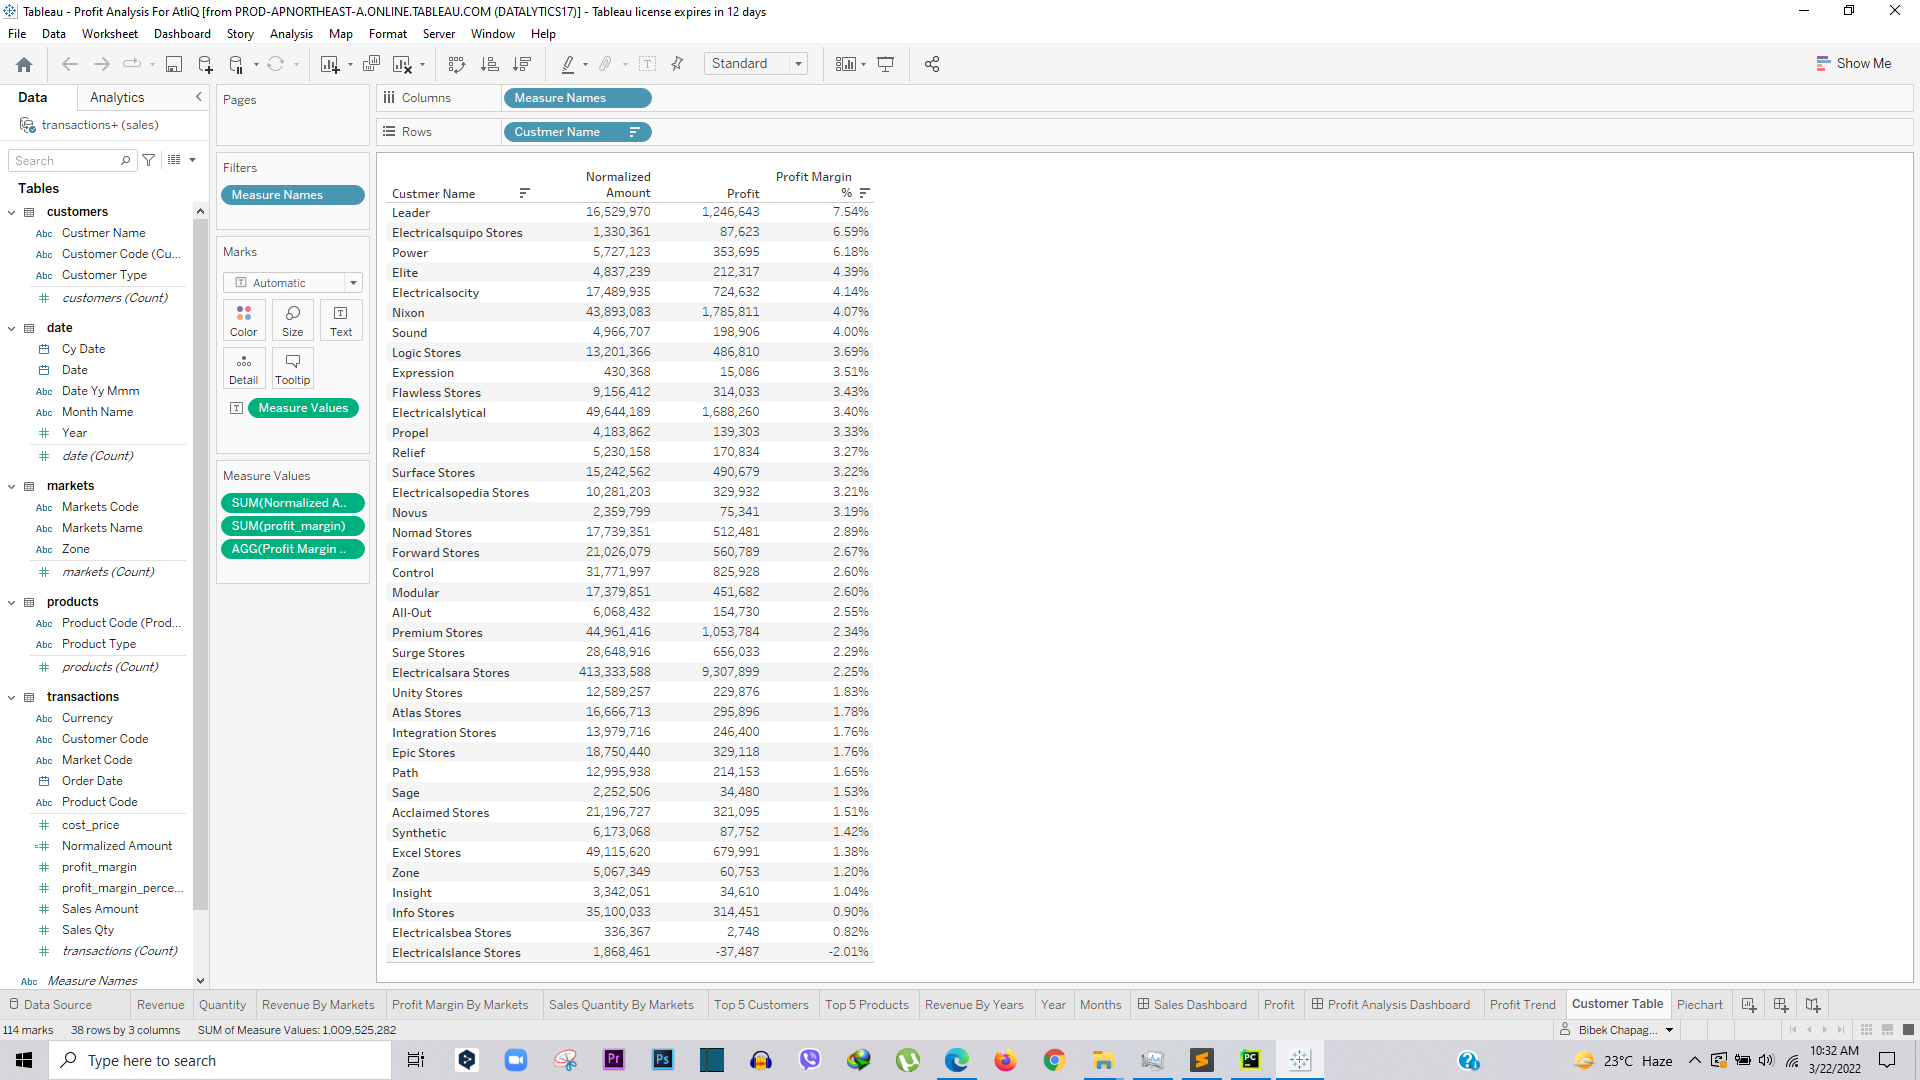 Tableau - Profit Analysis For AtliQ [from PROD-APNORTHEAST-A.ONLINE.TABLEAU.COM (DATALYTICS17)] - Tableau license expires in 12 days
File Data Worksheet Dashboard Story Analysis Map Format Server Window Help
Standard
Show Me
Data Analytics
transactions+ (sales)
Search
Tables
customers
Abc Custmer Name
Abc Customer Code (Cu...
Abc Customer Type
customers (Count)
date
Cy Date
Date
Abc Date Yy Mmm
Abc Month Name
Year
date (Count)
markets
Abc Markets Code
Abc Markets Name
Abc Zone
markets (Count)
products
Abc Product Code (Prod...
Abc Product Type
products (Count)
transactions
Abc Currency
Abc Customer Code
Abc Market Code
Order Date
Abc Product Code
cost_price
Normalized Amount
profit_margin
profit_margin_perce...
Sales Amount
Sales Qty
transactions (Count)
Abc Measure Names
Pages
Filters
Measure Names
Marks
Automatic
Color Size Text
Detail Tooltip
Measure Values
Measure Values
SUM(Normalized A..
SUM(profit_margin)
AGG(Profit Margin ..
Columns Measure Names
Rows Custmer Name
Normalized Profit Margin
Custmer Name Amount Profit %
Leader 16,529,970 1,246,643 7.54%
Electricalsquipo Stores 1,330,361 87,623 6.59%
Power 5,727,123 353,695 6.18%
Elite 4,837,239 212,317 4.39%
Electricalsocity 17,489,935 724,632 4.14%
Nixon 43,893,083 1,785,811 4.07%
Sound 4,966,707 198,906 4.00%
Logic Stores 13,201,366 486,810 3.69%
Expression 430,368 15,086 3.51%
Flawless Stores 9,156,412 314,033 3.43%
Electricalslytical 49,644,189 1,688,260 3.40%
Propel 4,183,862 139,303 3.33%
Relief 5,230,158 170,834 3.27%
Surface Stores 15,242,562 490,679 3.22%
Electricalsopedia Stores 10,281,203 329,932 3.21%
Novus 2,359,799 75,341 3.19%
Nomad Stores 17,739,351 512,481 2.89%
Forward Stores 21,026,079 560,789 2.67%
Control 31,771,997 825,928 2.60%
Modular 17,379,851 451,682 2.60%
All-Out 6,068,432 154,730 2.55%
Premium Stores 44,961,416 1,053,784 2.34%
Surge Stores 28,648,916 656,033 2.29%
Electricalsara Stores 413,333,588 9,307,899 2.25%
Unity Stores 12,589,257 229,876 1.83%
Atlas Stores 16,666,713 295,896 1.78%
Integration Stores 13,979,716 246,400 1.76%
Epic Stores 18,750,440 329,118 1.76%
Path 12,995,938 214,153 1.65%
Sage 2,252,506 34,480 1.53%
Acclaimed Stores 21,196,727 321,095 1.51%
Synthetic 6,173,068 87,752 1.42%
Excel Stores 49,115,620 679,991 1.38%
Zone 5,067,349 60,753 1.20%
Insight 3,342,051 34,610 1.04%
Info Stores 35,100,033 314,451 0.90%
Electricalsbea Stores 336,367 2,748 0.82%
Electricalslance Stores 1,868,461 -37,487 -2.01%
Data Source Revenue Quantity Revenue By Markets Profit Margin By Markets Sales Quantity By Markets Top 5 Customers Top 5 Products Revenue By Years Year Months Sales Dashboard Profit Profit Analysis Dashboard Profit Trend Customer Table Piechart
114 marks 38 rows by 3 columns SUM of Measure Values: 1,009,525,282 Bibek Chapag...
Type here to search
Pr Ps S PC 23°C Haze 10:32 AM
3/22/2022